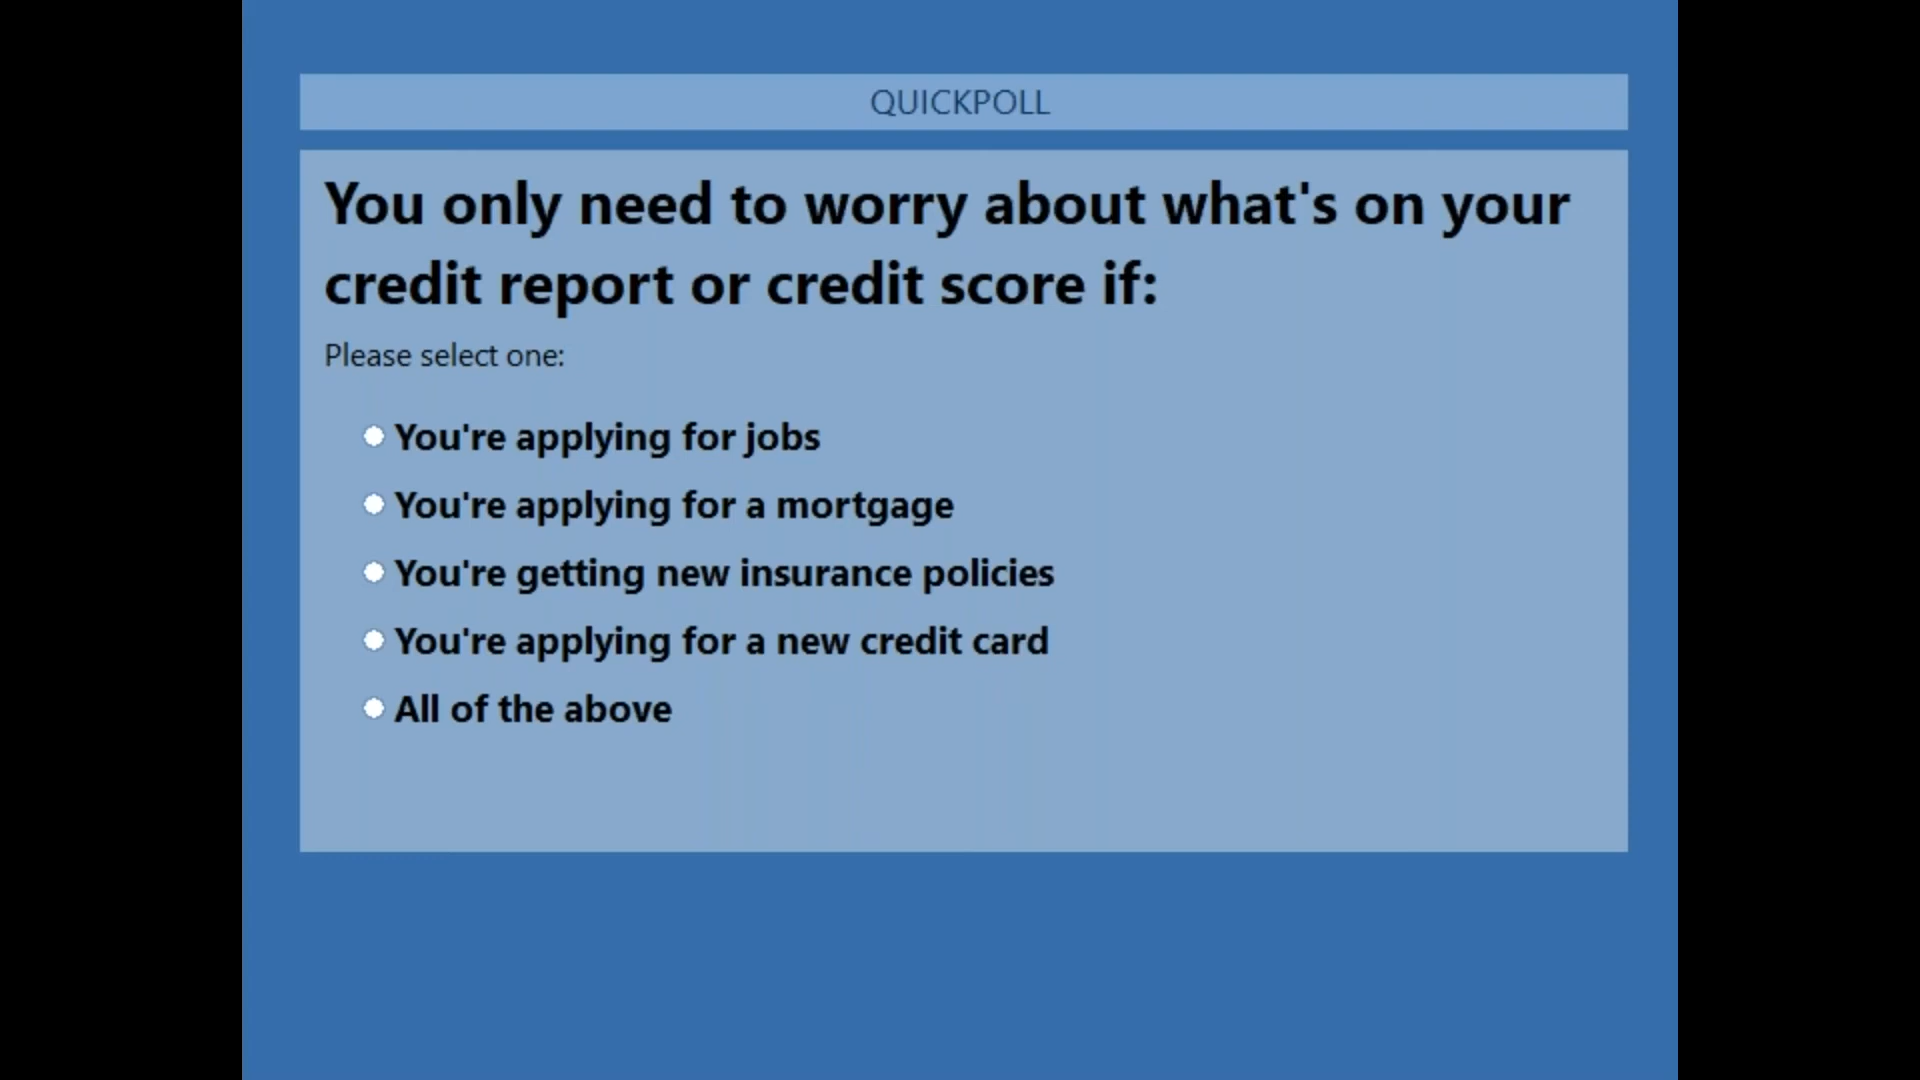 QUICKPOLL
You only need to worry about what's on your
credit report or credit score if:
Please select one:
You're applying for jobs
You're applying for a mortgage
You're getting new insurance policies
You're applying for a new credit card
All of the above